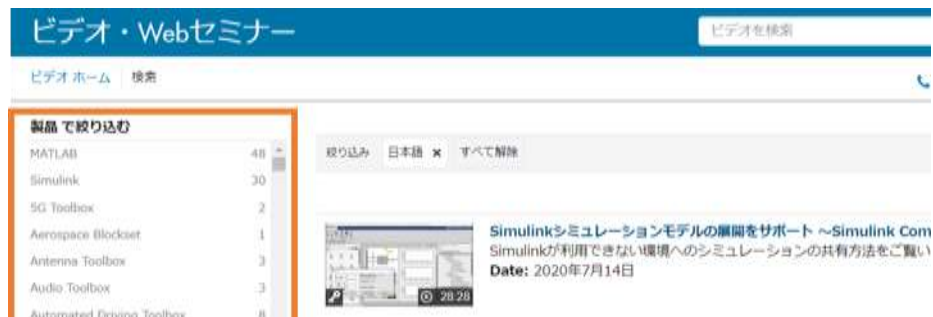 ビデオ・Webセミナー
ビデオを検索
ビデオ ホーム
検索
製品 で絞り込む
MATLAB 48
Simulink 30
5G Toolbox 2
Aerospace Blockset 1
Antenna Toolbox 3
Audio Toolbox 3
Automated Driving Toolbox 8
絞り込み 日本語 × すべて解除
Simulinkシミュレーションモデルの展開をサポート ～Simulink Com
Simulinkが利用できない環境へのシミュレーションの共有方法をご覧い
Date: 2020年7月14日
28:28